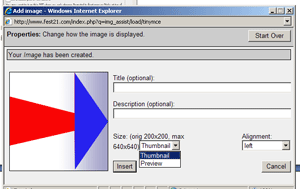 Add image - Windows Internet Explorer
http://www.fest21.com/index.php?q=img_assist/load/tinymce
Properties: Change how the image is displayed.
Start Over
Your image has been created.
Title (optional):
Description (optional):
Size: (orig 200x200, max
640x640)
Thumbnail
Thumbnail
Preview
Alignment:
left
Insert
Cancel